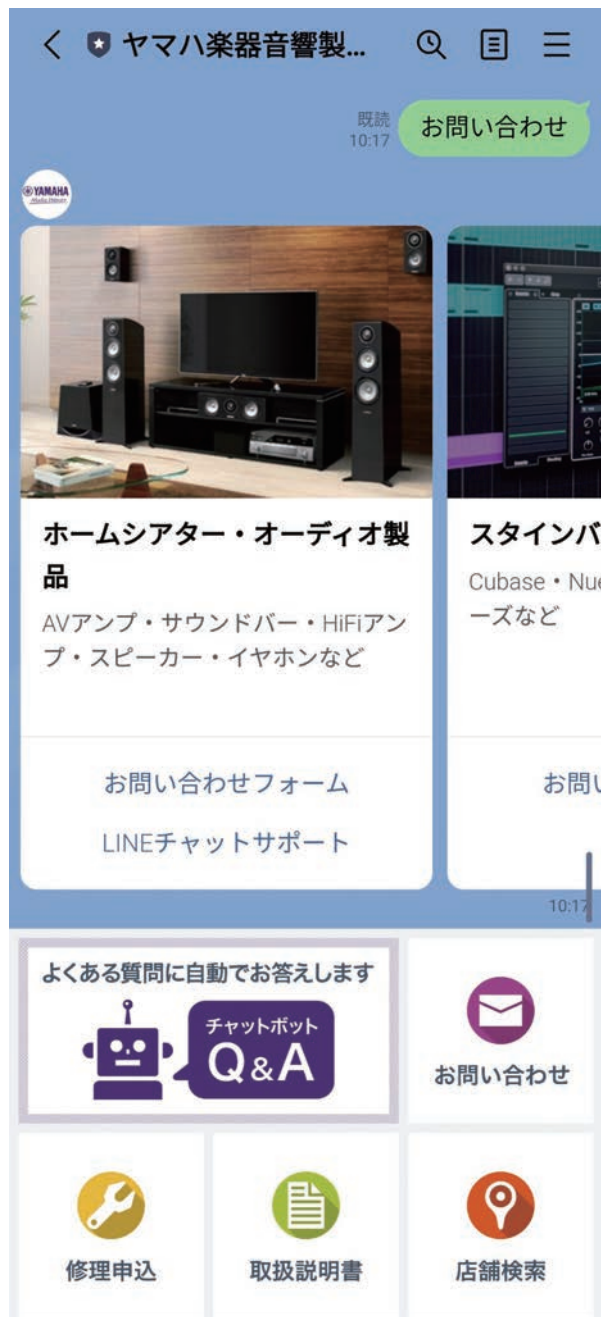 ヤマハ楽器音響製...
既読
10:17
お問い合わせ
YAMAHA
ホームシアター・オーディオ製
品
AVアンプ・サウンドバー・HiFiアン
プ・スピーカー・イヤホンなど
お問い合わせフォーム
LINEチャットサポート
スタインバ
Cubase・Nue
ーズなど
お問い
10:17
よくある質問に自動でお答えします
チャットボット
Q&A
お問い合わせ
修理申込
取扱説明書
店舗検索